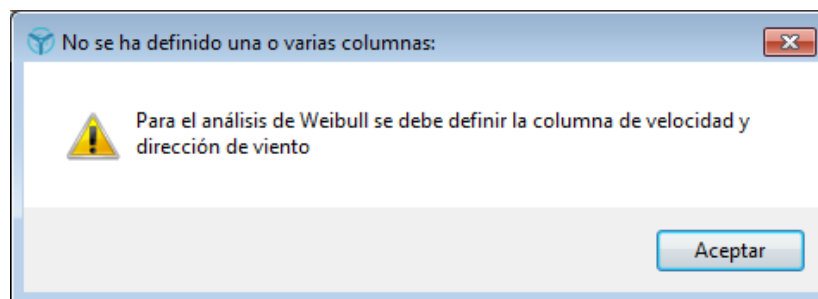 No se ha definido una o varias columnas:
Para el análisis de Weibull se debe definir la columna de velocidad y
dirección de viento
Aceptar